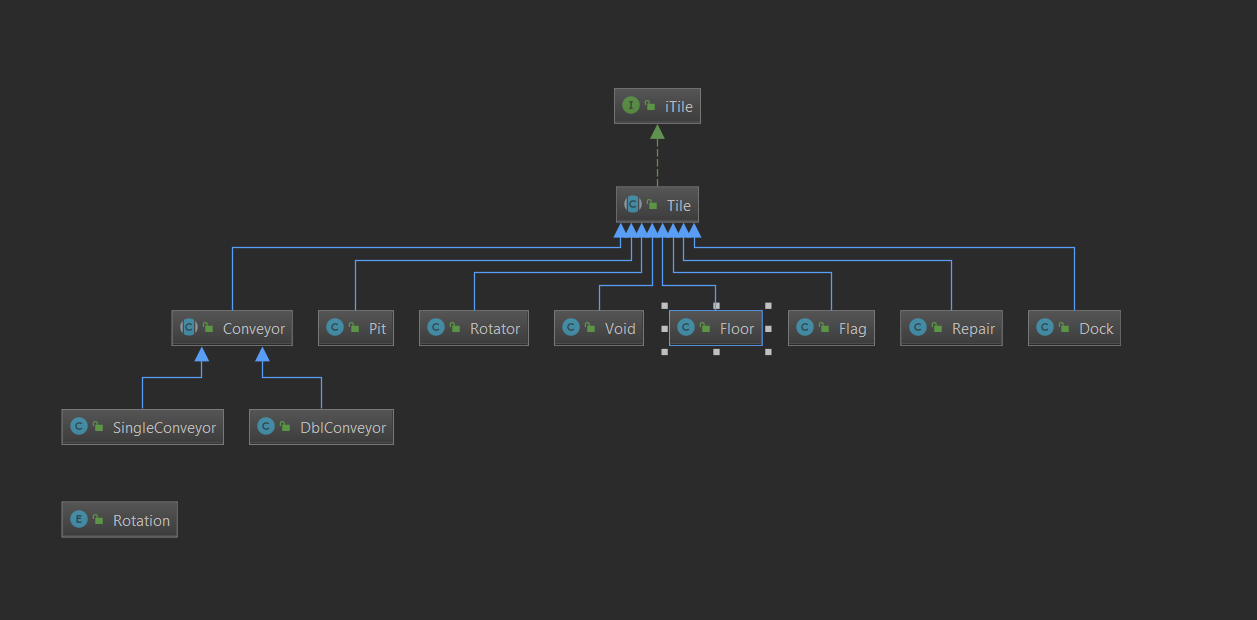 I iTile
C Tile
C Conveyor
C Pit
C Rotator
C Void
C Floor
C Flag
C Repair
C Dock
C SingleConveyor
C DblConveyor
E Rotation